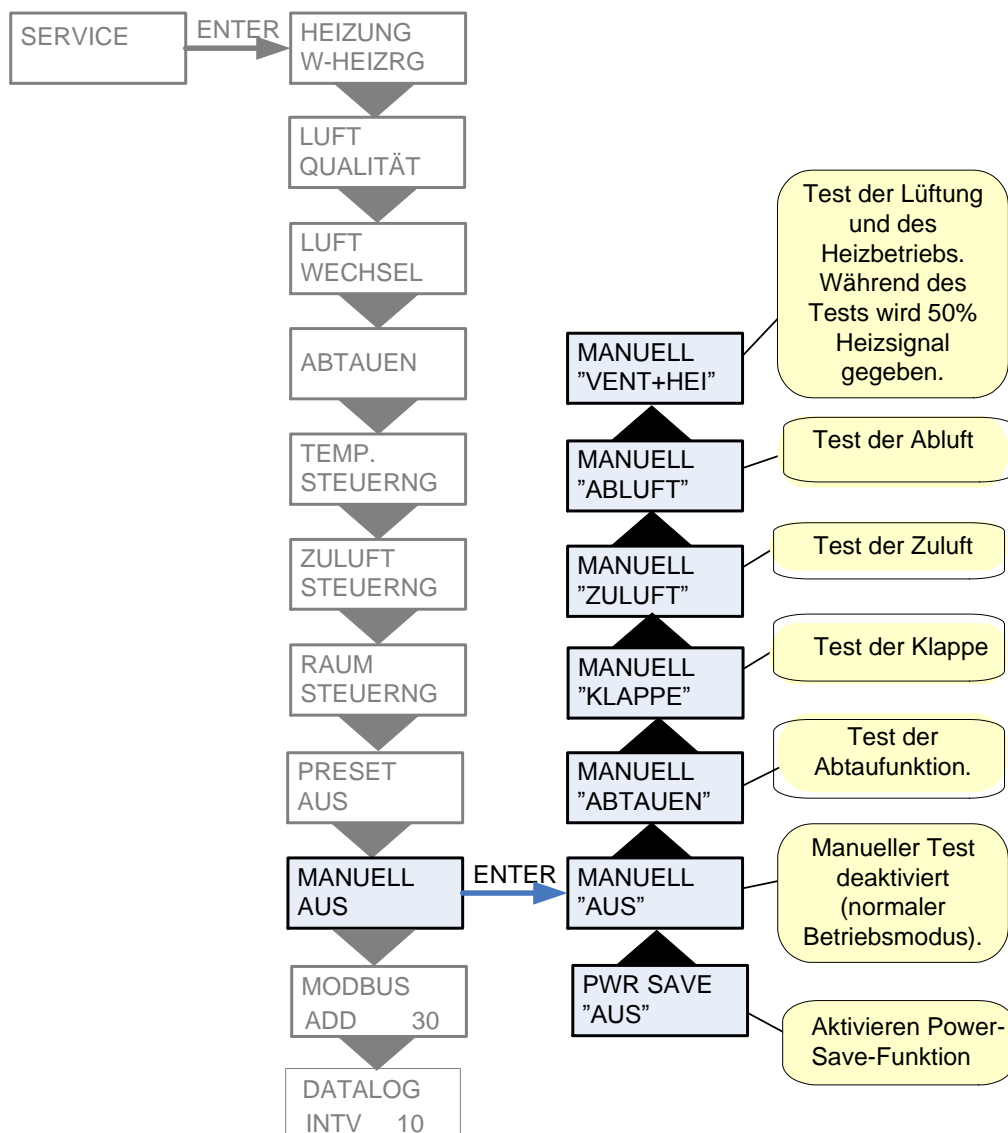 SERVICE
ENTER
HEIZUNG
W-HEIZRG
LUFT
QUALITÄT
LUFT
WECHSEL
ABTAUEN
TEMP.
STEUERNG
ZULUFT
STEUERNG
RAUM
STEUERNG
PRESET
AUS
MANUELL
AUS
ENTER
MODBUS
ADD 30
DATALOG
INTV 10
MANUELL
”VENT+HEI”
Test der Lüftung
und des
Heizbetriebs.
Während des
Tests wird 50%
Heizsignal
gegeben.
MANUELL
”ABLUFT”
Test der Abluft
MANUELL
”ZULUFT”
Test der Zuluft
MANUELL
”KLAPPE”
Test der Klappe
MANUELL
”ABTAUEN”
Test der
Abtaufunktion.
MANUELL
”AUS”
Manueller Test
deaktiviert
(normaler
Betriebsmodus).
PWR SAVE
”AUS”
Aktivieren Power-
Save-Funktion